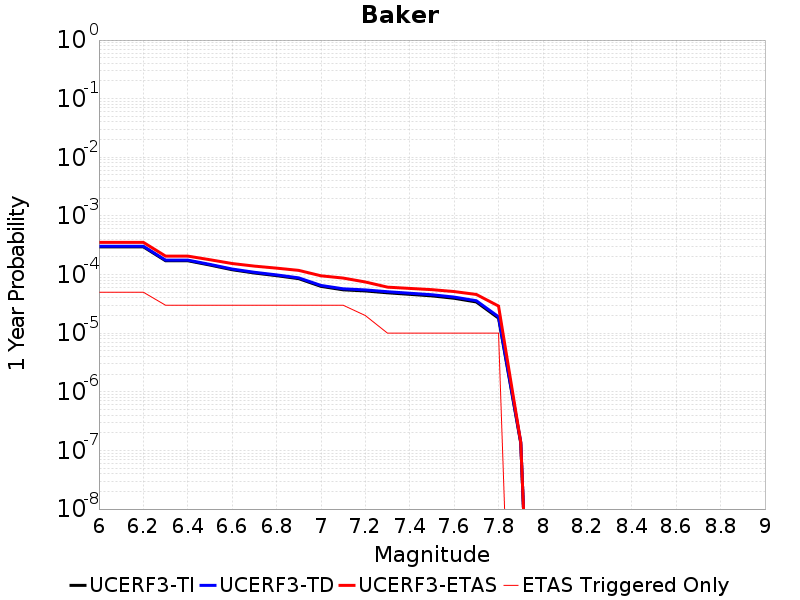 Baker
1 Year Probability
10^0
10^-1
10^-2
10^-3
10^-4
10^-5
10^-6
10^-7
10^-8
6 6.2 6.4 6.6 6.8 7 7.2 7.4 7.6 7.8 8 8.2 8.4 8.6 8.8 9
Magnitude
UCERF3-TI UCERF3-TD UCERF3-ETAS ETAS Triggered Only